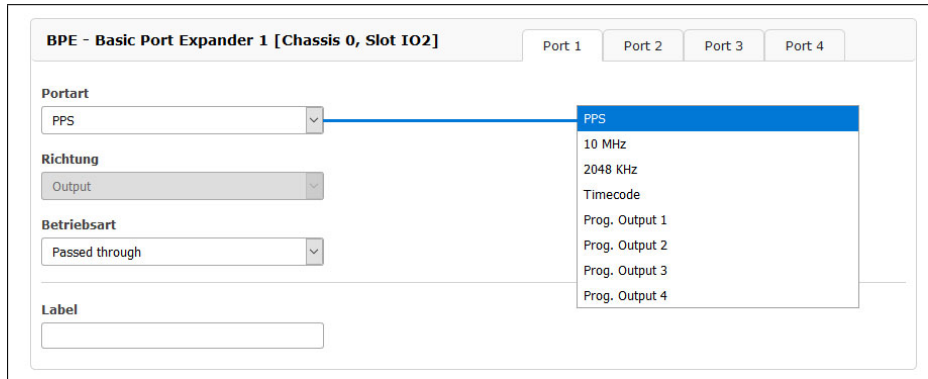 BPE - Basic Port Expander 1 [Chassis 0, Slot IO2]
Port 1
Port 2
Port 3
Port 4
Portart
PPS
Richtung
Output
Betriebsart
Passed through
Label
PPS
10 MHz
2048 KHz
Timecode
Prog. Output 1
Prog. Output 2
Prog. Output 3
Prog. Output 4